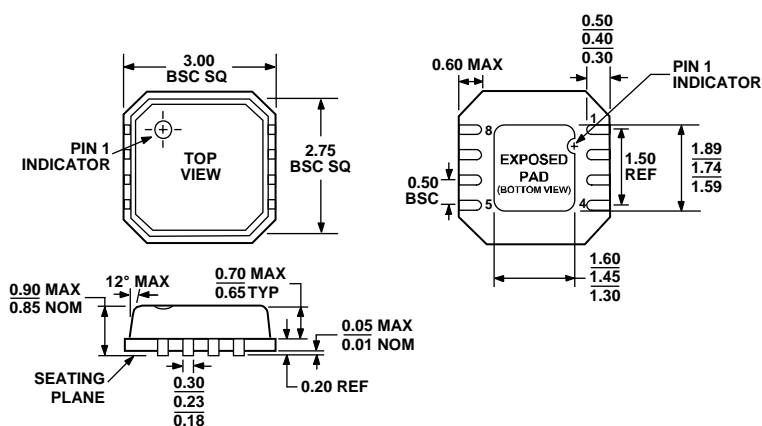 3.00
BSC SQ
PIN 1
INDICATOR
TOP
VIEW
2.75
BSC SQ
0.60 MAX
0.50
0.40
0.30
PIN 1
INDICATOR
8
1
EXPOSED
PAD
(BOTTOM VIEW)
5
4
0.50
BSC
1.50
REF
1.89
1.74
1.59
1.60
1.45
1.30
12° MAX
0.90 MAX
0.85 NOM
0.70 MAX
0.65 TYP
0.05 MAX
0.01 NOM
SEATING
PLANE
0.30
0.23
0.18
0.20 REF